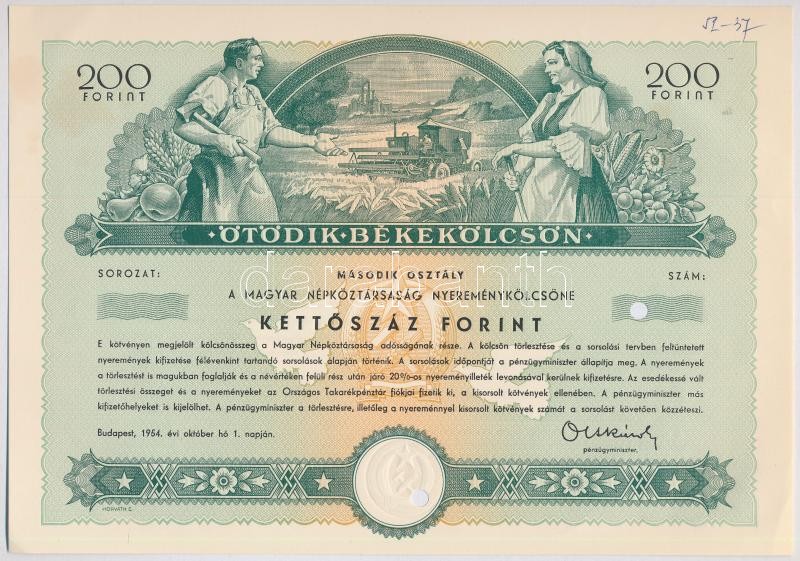 VI-37
200
FORINT
200
FORINT
·ÖTÖDIK·BÉKEKÖLCSÖN·
SOROZAT:
MÁSODIK OSZTÁLY
SZÁM:
A MAGYAR NÉPKÖZTÁRSASÁG NYEREMÉNYKÖLCSÖNE
darabanth
KETTŐSZÁZ FORINT
E kötvényen megjelölt kölcsönösszeg a Magyar Népköztársaság adósságának része. A kölcsön törlesztése és a sorsolási tervben feltüntetett
nyeremények kifizetése félévenkint tartandó sorsolások alapján történik. A sorsolások időpontját a pénzügyminiszter állapítja meg. A nyeremények
a törlesztést is magukban foglalják és a névértéken felüli rész után járó 20%-os nyereményilleték levonásával kerülnek kifizetésre. Az esedékessé vált
törlesztési összeget és a nyereményeket az Országos Takarékpénztár fiókjai fizetik ki, a kisorsolt kötvények ellenében. A pénzügyminiszter más
kifizetőhelyeket is kijelölhet. A pénzügyminiszter a törlesztésre, illetőleg a nyereménnyel kisorsolt kötvények számát a sorsolást követően közzéteszi.
Budapest, 1954. évi október hó 1. napján.
pénzügyminiszter.
HORVÁTH E.